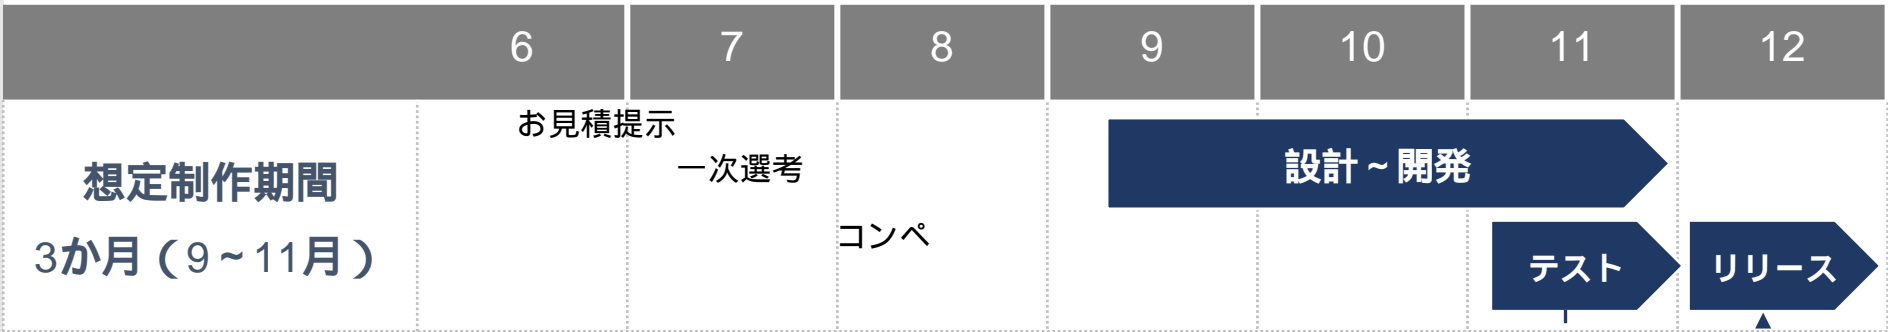 6 7 8 9 10 11 12
お見積提示
一次選考
設計~開発
想定制作期間
3か月(9~11月)
コンペ
テスト
リリース